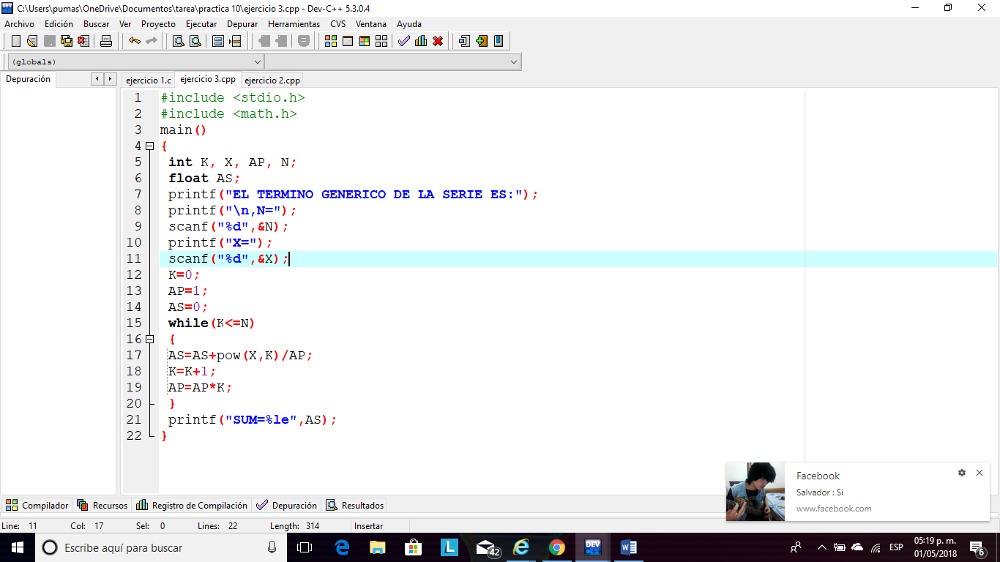 C:\Users\pumas\OneDrive\Documentos\tarea\practica 10\ejercicio 3.cpp - Dev-C++ 5.3.0.4
Archivo Edición Buscar Ver Proyecto Ejecutar Depurar Herramientas CVS Ventana Ayuda
(globals)
Depuración
ejercicio 1.c ejercicio 3.cpp ejercicio 2.cpp
1 #include <stdio.h>
2 #include <math.h>
3 main()
4 {
5 int K, X, AP, N;
6 float AS;
7 printf("EL TERMINO GENERICO DE LA SERIE ES:");
8 printf("\n,N=");
9 scanf("%d",&N);
10 printf("X=");
11 scanf("%d",&X);
12 K=0;
13 AP=1;
14 AS=0;
15 while(K<=N)
16 {
17 AS=AS+pow(X,K)/AP;
18 K=K+1;
19 AP=AP*K;
20 }
21 printf("SUM=%le",AS);
22 }
Facebook
Salvador : Si
www.facebook.com
Compilador Recursos Registro de Compilación Depuración Resultados
Line: 11 Col: 17 Sel: 0 Lines: 22 Length: 314 Insertar
Escribe aquí para buscar
L
42
DEV
ESP
05:19 p. m.
01/05/2018
6